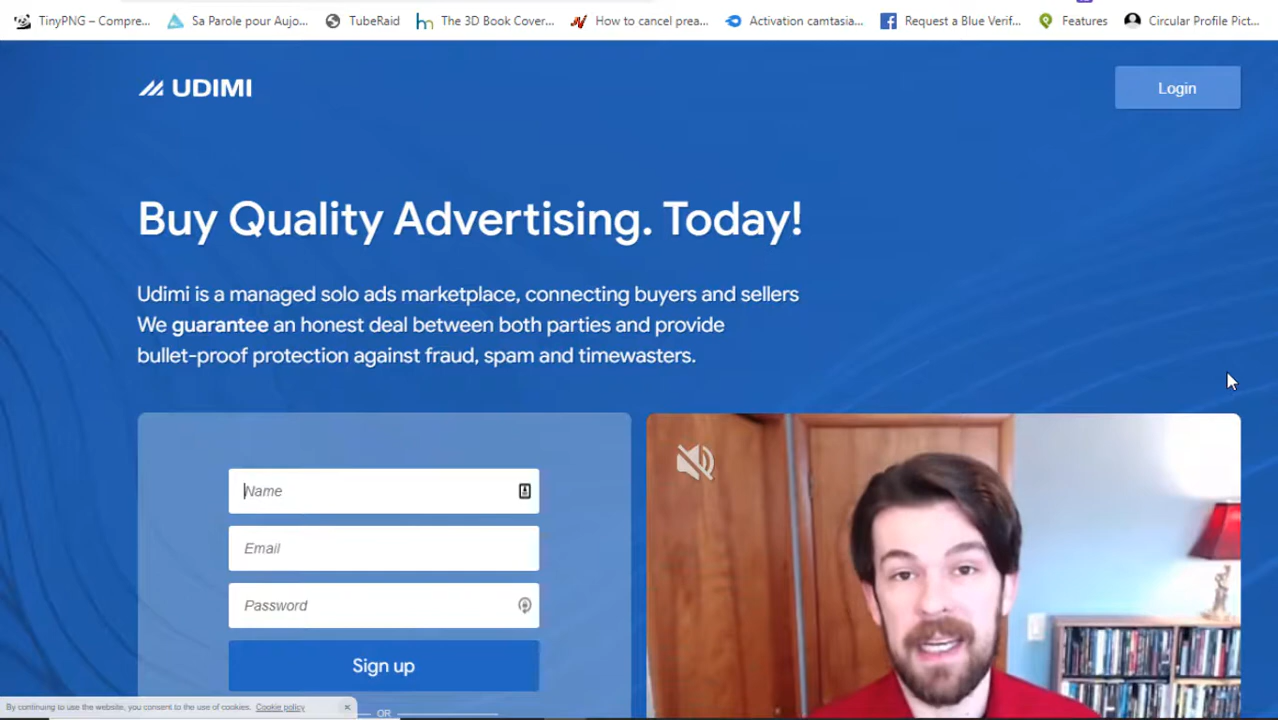 TinyPNG – Compre...
Sa Parole pour Aujo...
TubeRaid
The 3D Book Cover...
How to cancel prea...
Activation camtasia...
Request a Blue Verif...
Features
Circular Profile Pict...
UDIMI
Login
Buy Quality Advertising. Today!
Udimi is a managed solo ads marketplace, connecting buyers and sellers
We guarantee an honest deal between both parties and provide
bullet-proof protection against fraud, spam and timewasters.
Name
Email
Password
Sign up
By continuing to use the website, you consent to the use of cookies. Cookie policy
OR